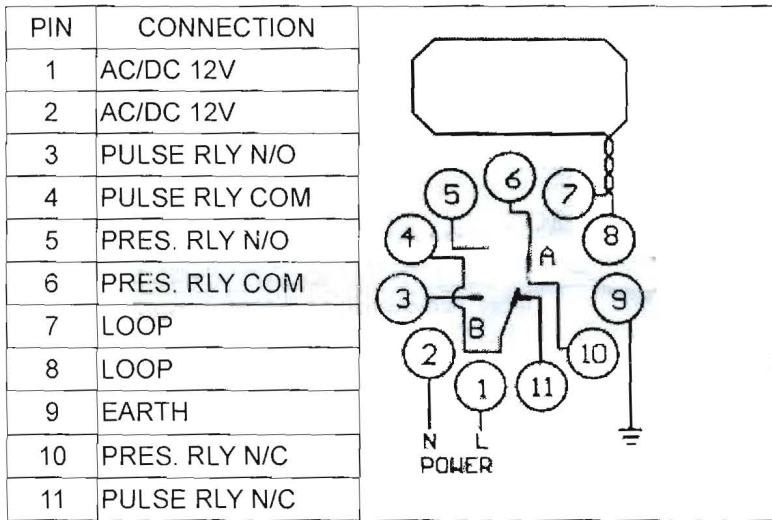 PIN CONNECTION
1 AC/DC 12V
2 AC/DC 12V
3 PULSE RLY N/O
4 PULSE RLY COM
5 PRES. RLY N/O
6 PRES. RLY COM
7 LOOP
8 LOOP
9 EARTH
10 PRES. RLY N/C
11 PULSE RLY N/C
6
5 7
4 8
A
3 9
B
2 10
1 11
N L
POWER